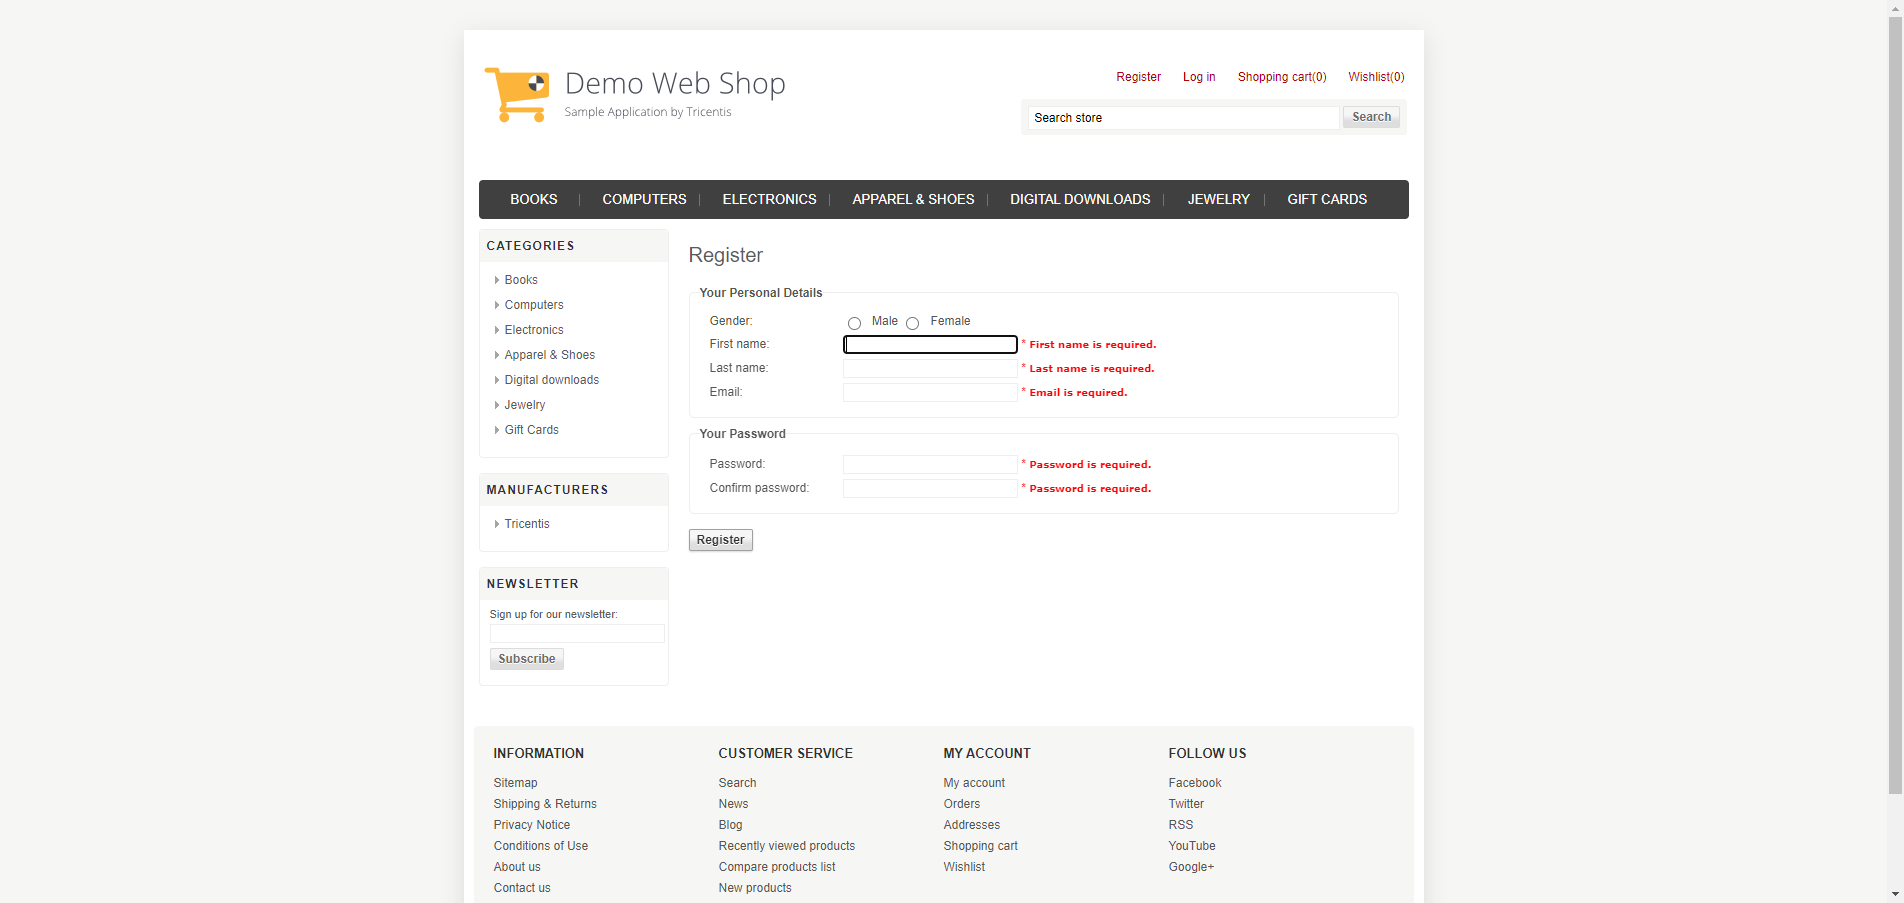 Demo Web Shop
Sample Application by Tricentis
Register Log in Shopping cart(0) Wishlist(0)
Search store Search
BOOKS COMPUTERS ELECTRONICS APPAREL & SHOES DIGITAL DOWNLOADS JEWELRY GIFT CARDS
CATEGORIES
Books
Computers
Electronics
Apparel & Shoes
Digital downloads
Jewelry
Gift Cards
MANUFACTURERS
Tricentis
NEWSLETTER
Sign up for our newsletter:
Subscribe
Register
Your Personal Details
Gender: Male Female
First name: * First name is required.
Last name: * Last name is required.
Email: * Email is required.
Your Password
Password: * Password is required.
Confirm password: * Password is required.
Register
INFORMATION
Sitemap
Shipping & Returns
Privacy Notice
Conditions of Use
About us
Contact us
CUSTOMER SERVICE
Search
News
Blog
Recently viewed products
Compare products list
New products
MY ACCOUNT
My account
Orders
Addresses
Shopping cart
Wishlist
FOLLOW US
Facebook
Twitter
RSS
YouTube
Google+